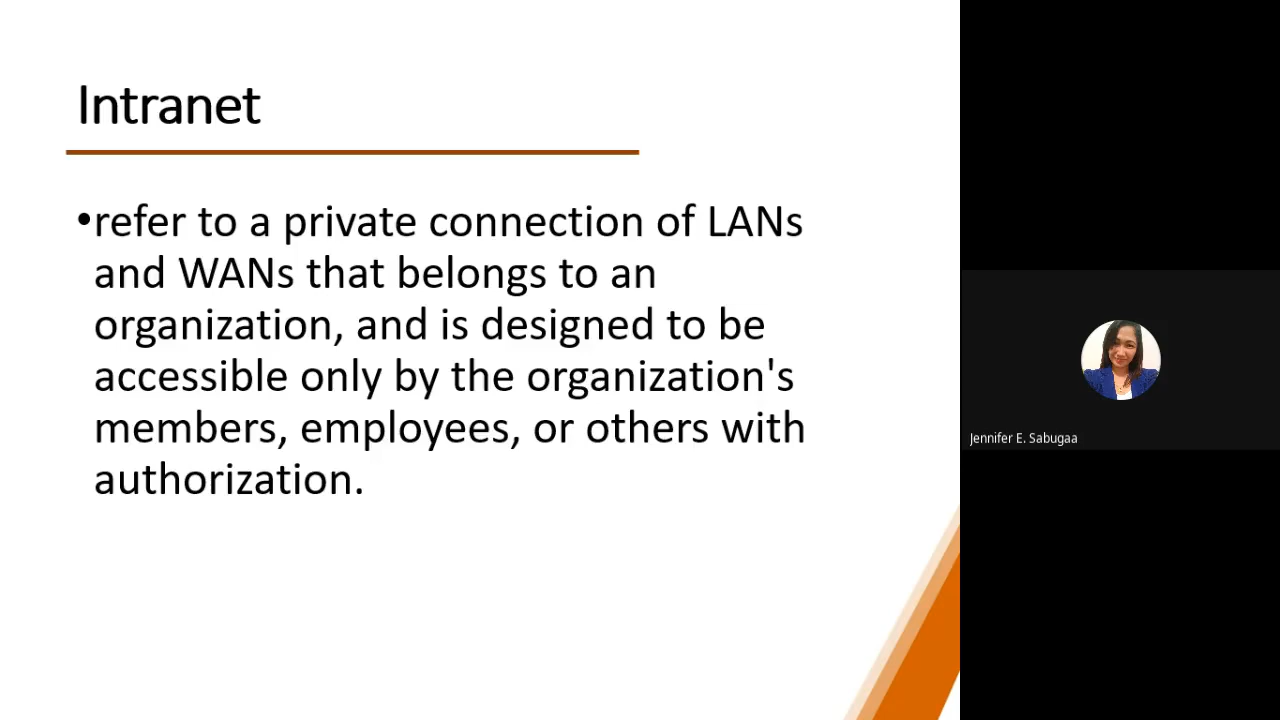 Intranet
•refer to a private connection of LANs
and WANs that belongs to an
organization, and is designed to be
accessible only by the organization's
members, employees, or others with
authorization.
Jennifer E. Sabugaa